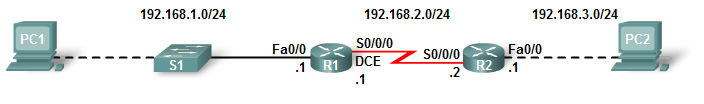 192.168.1.0/24
192.168.2.0/24
192.168.3.0/24
PC1
S1
Fa0/0
.1
R1
S0/0/0
DCE
.1
S0/0/0
.2
R2
Fa0/0
.1
PC2